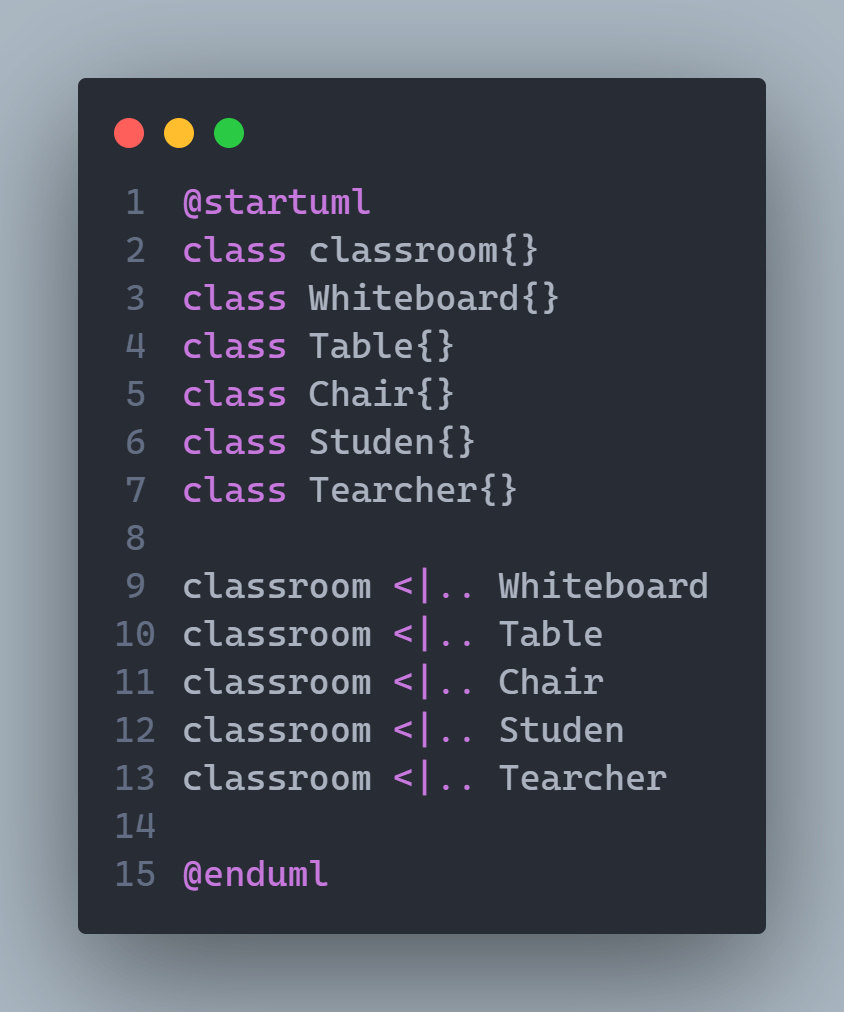 1 @startuml
2 class classroom{}
3 class Whiteboard{}
4 class Table{}
5 class Chair{}
6 class Studen{}
7 class Tearcher{}
8
9 classroom <|.. Whiteboard
10 classroom <|.. Table
11 classroom <|.. Chair
12 classroom <|.. Studen
13 classroom <|.. Tearcher
14
15 @enduml